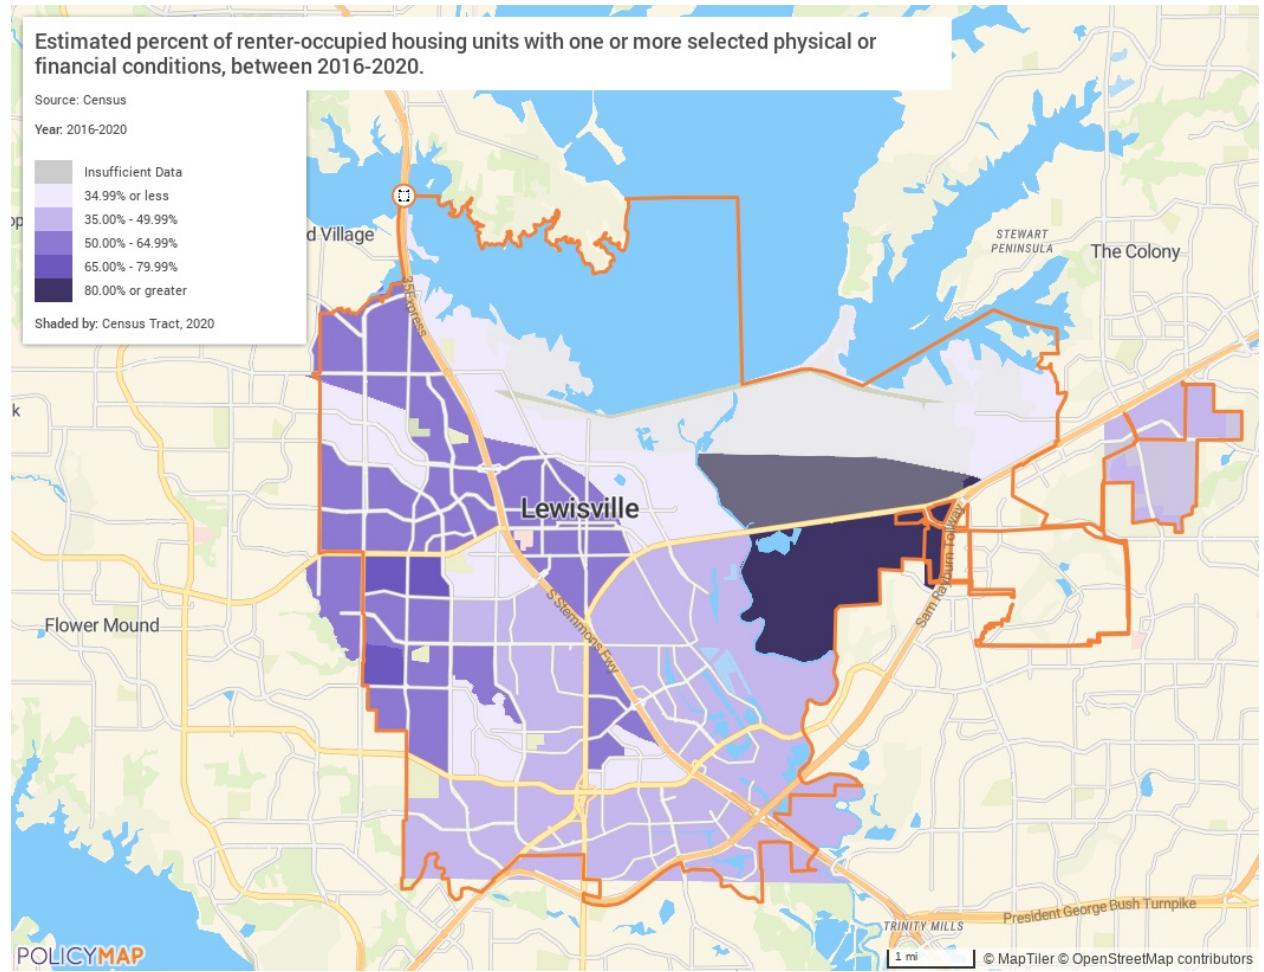 Estimated percent of renter-occupied housing units with one or more selected physical or
financial conditions, between 2016-2020.
Source: Census
Year: 2016-2020
Insufficient Data
34.99% or less
35.00% - 49.99%
50.00% - 64.99%
65.00% - 79.99%
80.00% or greater
Shaded by: Census Tract, 2020
d Village
STEWART
PENINSULA
The Colony
35 Express
k
Lewisville
Flower Mound
S Stemmons Fwy
Sam Rayburn Tollway
President George Bush Turnpike
TRINITY MILLS
POLICYMAP
1 mi
© MapTiler © OpenStreetMap contributors